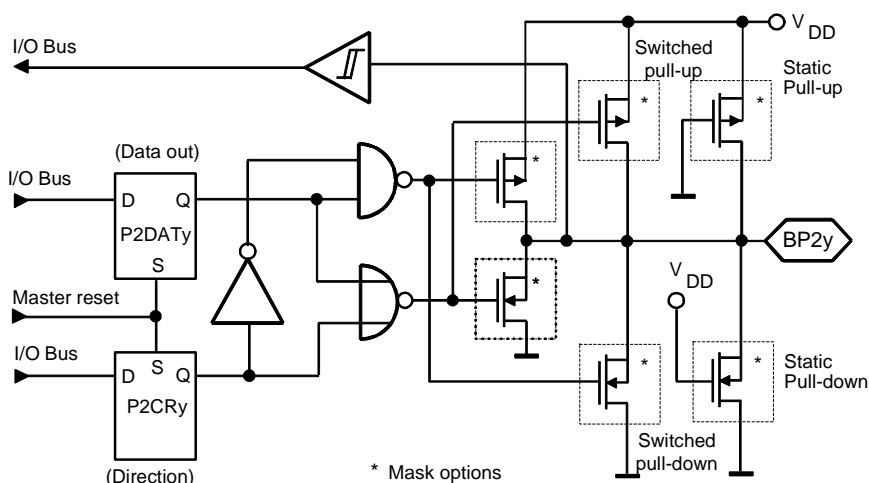 I/O Bus
Switched
pull-up
V DD
Static
Pull-up
*
*
(Data out)
*
I/O Bus
D Q
P2DATy
S
BP2y
*
V DD
Master reset
I/O Bus
S
D Q
P2CRy
*
*
Static
Pull-down
Switched
pull-down
(Direction)
* Mask options